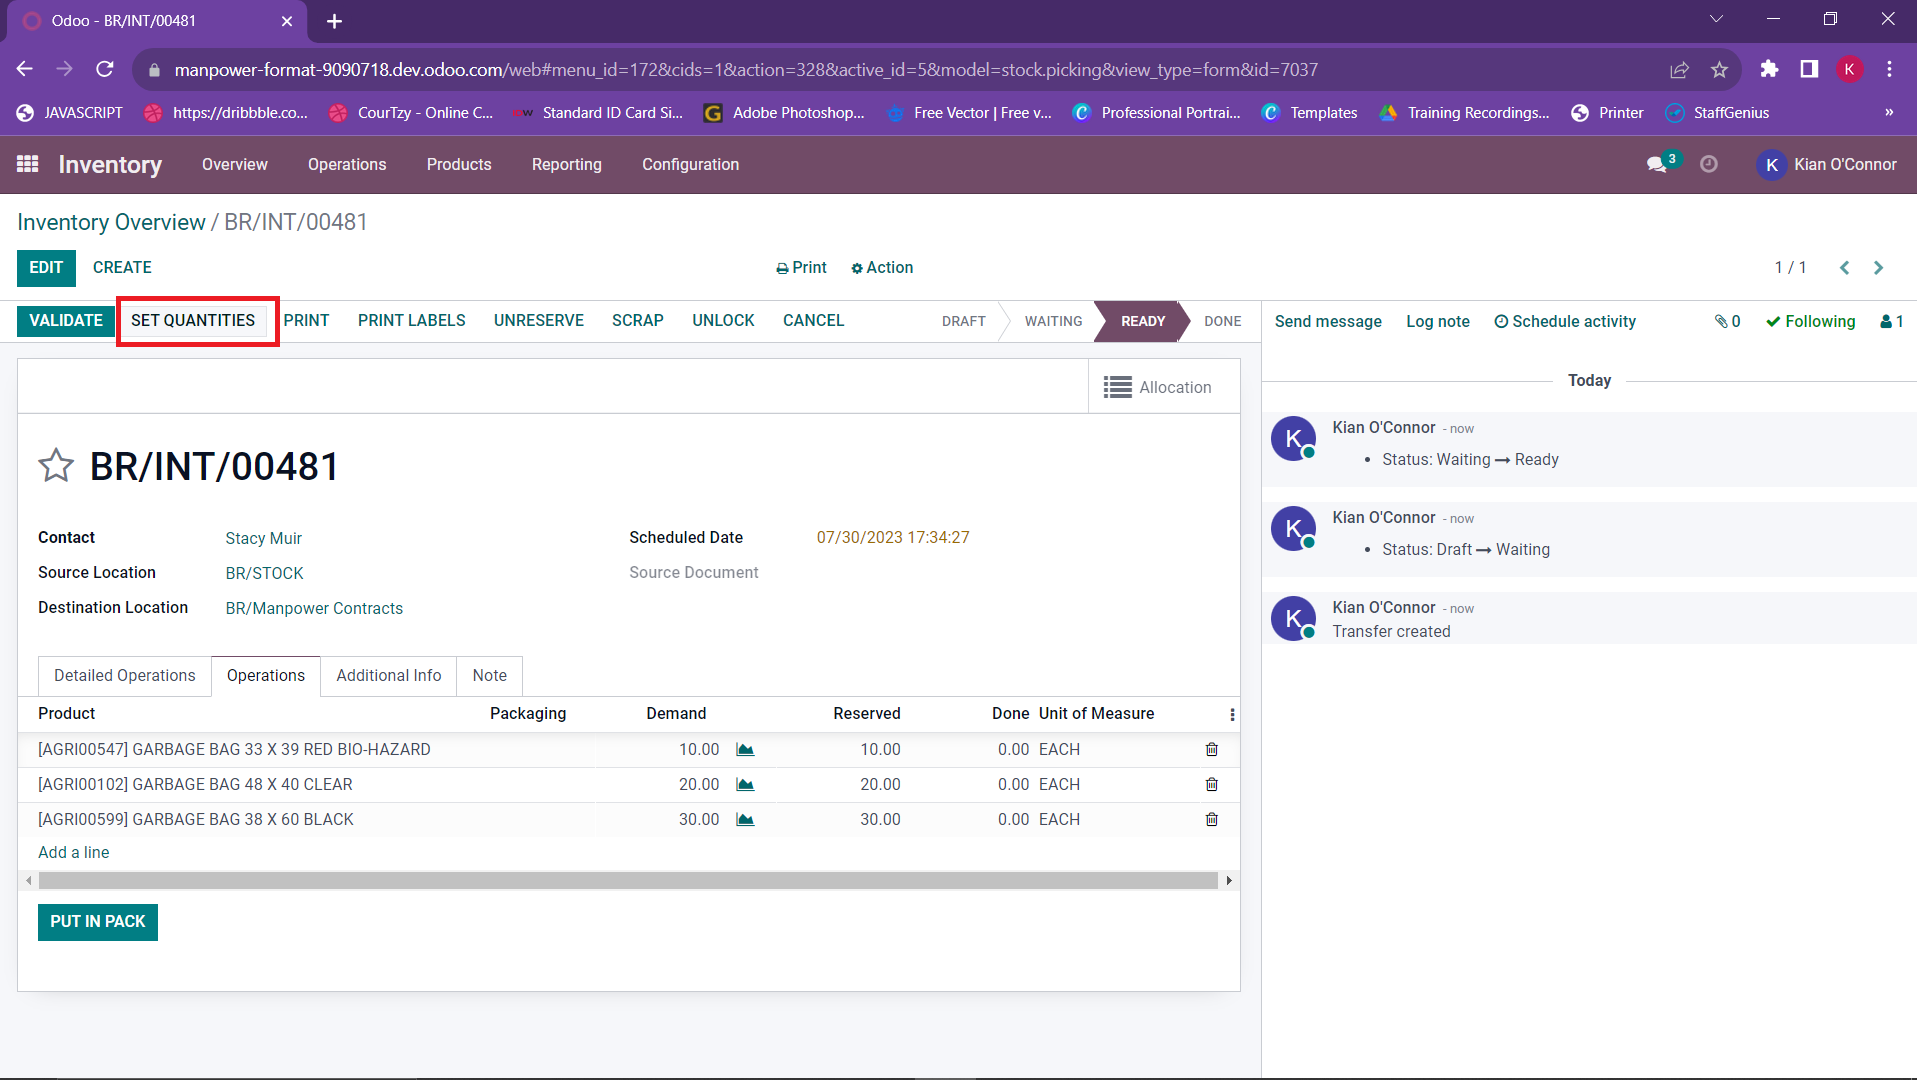 Odoo - BR/INT/00481
manpower-format-9090718.dev.odoo.com/web#menu_id=172&cids=1&action=328&active_id=5&model=stock.picking&view_type=form&id=7037
K
JAVASCRIPT https://dribbble.co... CourTzy - Online C... Standard ID Card Si... Adobe Photoshop... Free Vector | Free v... Professional Portrai... Templates Training Recordings... Printer StaffGenius »
Inventory Overview Operations Products Reporting Configuration 3 K Kian O'Connor
Inventory Overview / BR/INT/00481
EDIT CREATE Print Action 1 / 1
VALIDATE SET QUANTITIES PRINT PRINT LABELS UNRESERVE SCRAP UNLOCK CANCEL DRAFT WAITING READY DONE
Send message Log note Schedule activity 0 Following 1
Allocation
BR/INT/00481
Contact Stacy Muir Scheduled Date 07/30/2023 17:34:27
Source Location BR/STOCK Source Document
Destination Location BR/Manpower Contracts
Detailed Operations Operations Additional Info Note
Product Packaging Demand Reserved Done Unit of Measure
[AGRI00547] GARBAGE BAG 33 X 39 RED BIO-HAZARD 10.00 10.00 0.00 EACH
[AGRI00102] GARBAGE BAG 48 X 40 CLEAR 20.00 20.00 0.00 EACH
[AGRI00599] GARBAGE BAG 38 X 60 BLACK 30.00 30.00 0.00 EACH
Add a line
PUT IN PACK
Today
K Kian O'Connor - now
• Status: Waiting → Ready
K Kian O'Connor - now
• Status: Draft → Waiting
K Kian O'Connor - now
Transfer created